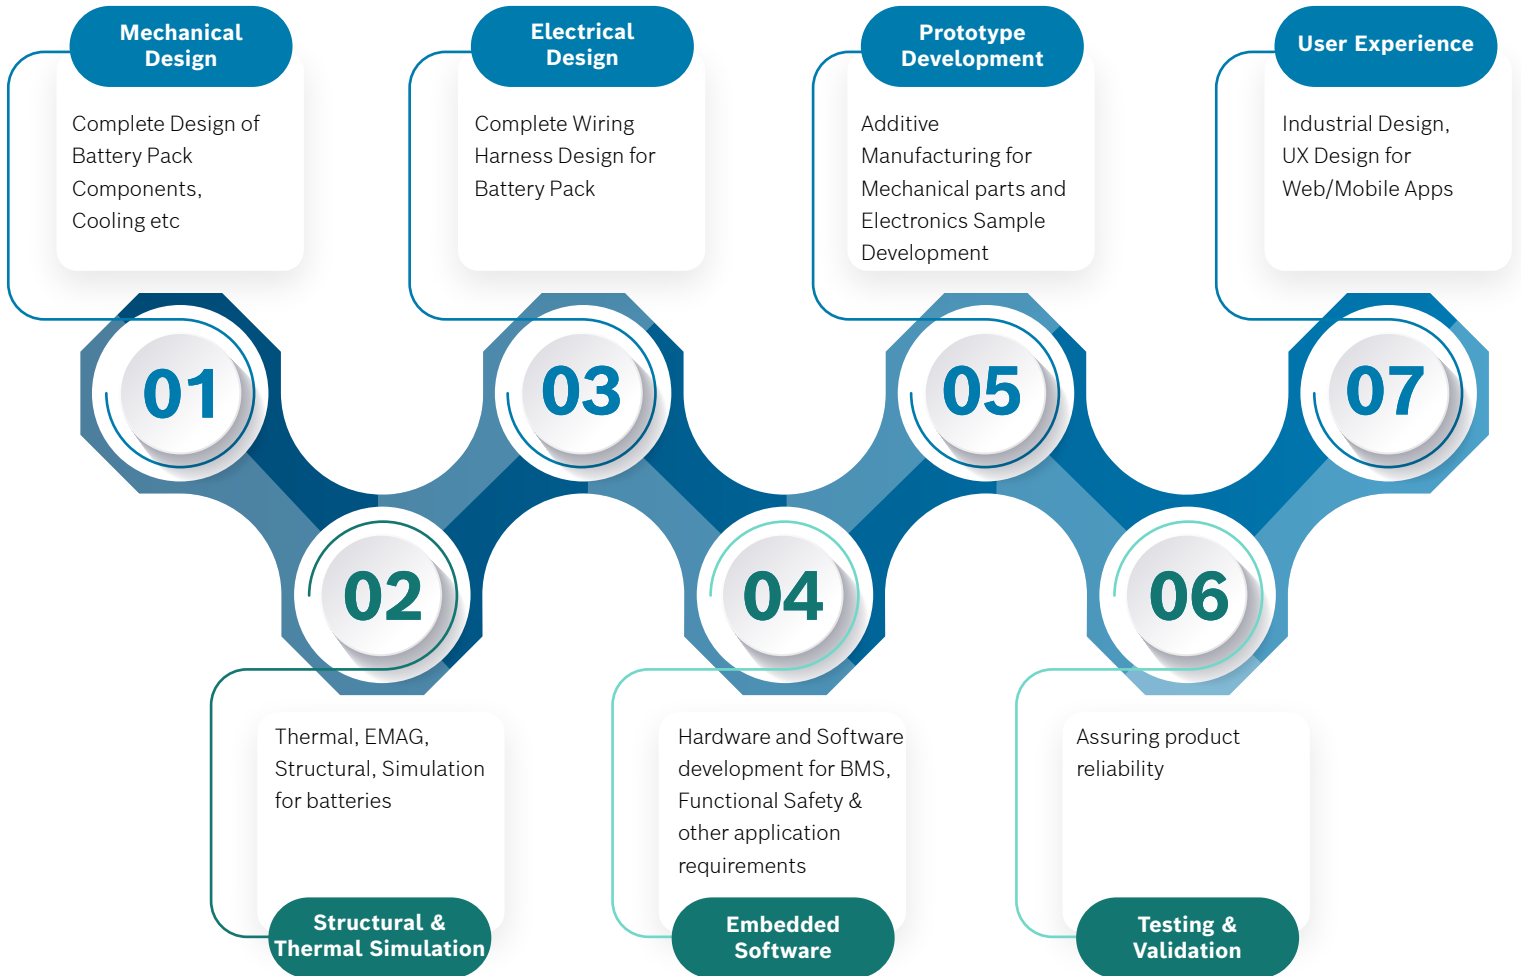 Mechanical
Design
Complete Design of
Battery Pack
Components,
Cooling etc
01
Thermal, EMAG,
Structural, Simulation
for batteries
Structural &
Thermal Simulation
02
Electrical
Design
Complete Wiring
Harness Design for
Battery Pack
03
Hardware and Software
development for BMS,
Functional Safety &
other application
requirements
Embedded
Software
04
Prototype
Development
Additive
Manufacturing for
Mechanical parts and
Electronics Sample
Development
05
Assuring product
reliability
Testing &
Validation
06
User Experience
Industrial Design,
UX Design for
Web/Mobile Apps
07